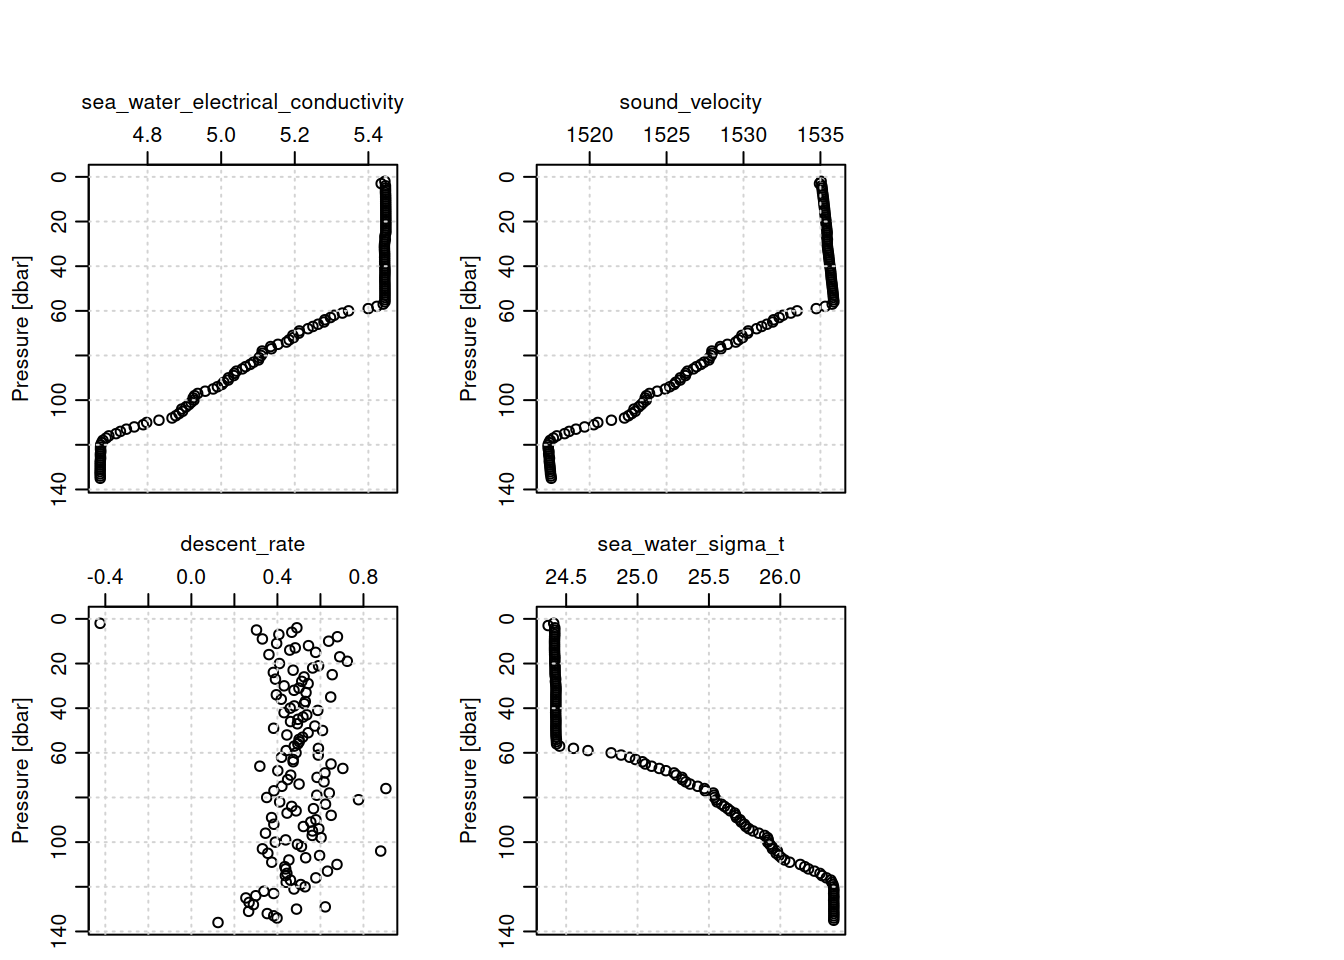 sea_water_electrical_conductivity
4.8 5.0 5.2 5.4
Pressure [dbar]
0 20 40 60 100 140
sound_velocity
1520 1525 1530 1535
Pressure [dbar]
0 20 40 60 100 140
descent_rate
-0.4 0.0 0.4 0.8
Pressure [dbar]
0 20 40 60 100 140
sea_water_sigma_t
24.5 25.0 25.5 26.0
Pressure [dbar]
0 20 40 60 100 140